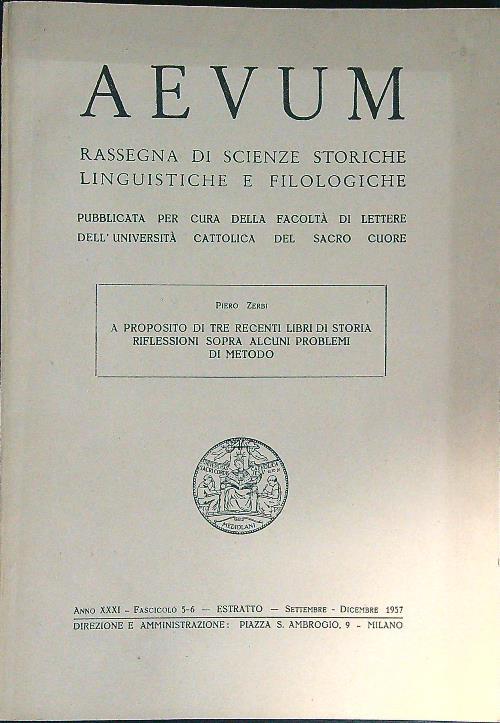 AEVUM
RASSEGNA DI SCIENZE STORICHE
LINGUISTICHE E FILOLOGICHE
PUBBLICATA PER CURA DELLA FACOLTÀ DI LETTERE
DELL'UNIVERSITÀ CATTOLICA DEL SACRO CUORE
PIERO ZERBI
A PROPOSITO DI TRE RECENTI LIBRI DI STORIA
RIFLESSIONI SOPRA ALCUNI PROBLEMI
DI METODO
MEDIOLANI
ANNO XXXI - FASCICOLO 5-6 — ESTRATTO — SETTEMBRE - DICEMBRE 1957
DIREZIONE E AMMINISTRAZIONE: PIAZZA S. AMBROGIO, 9 - MILANO